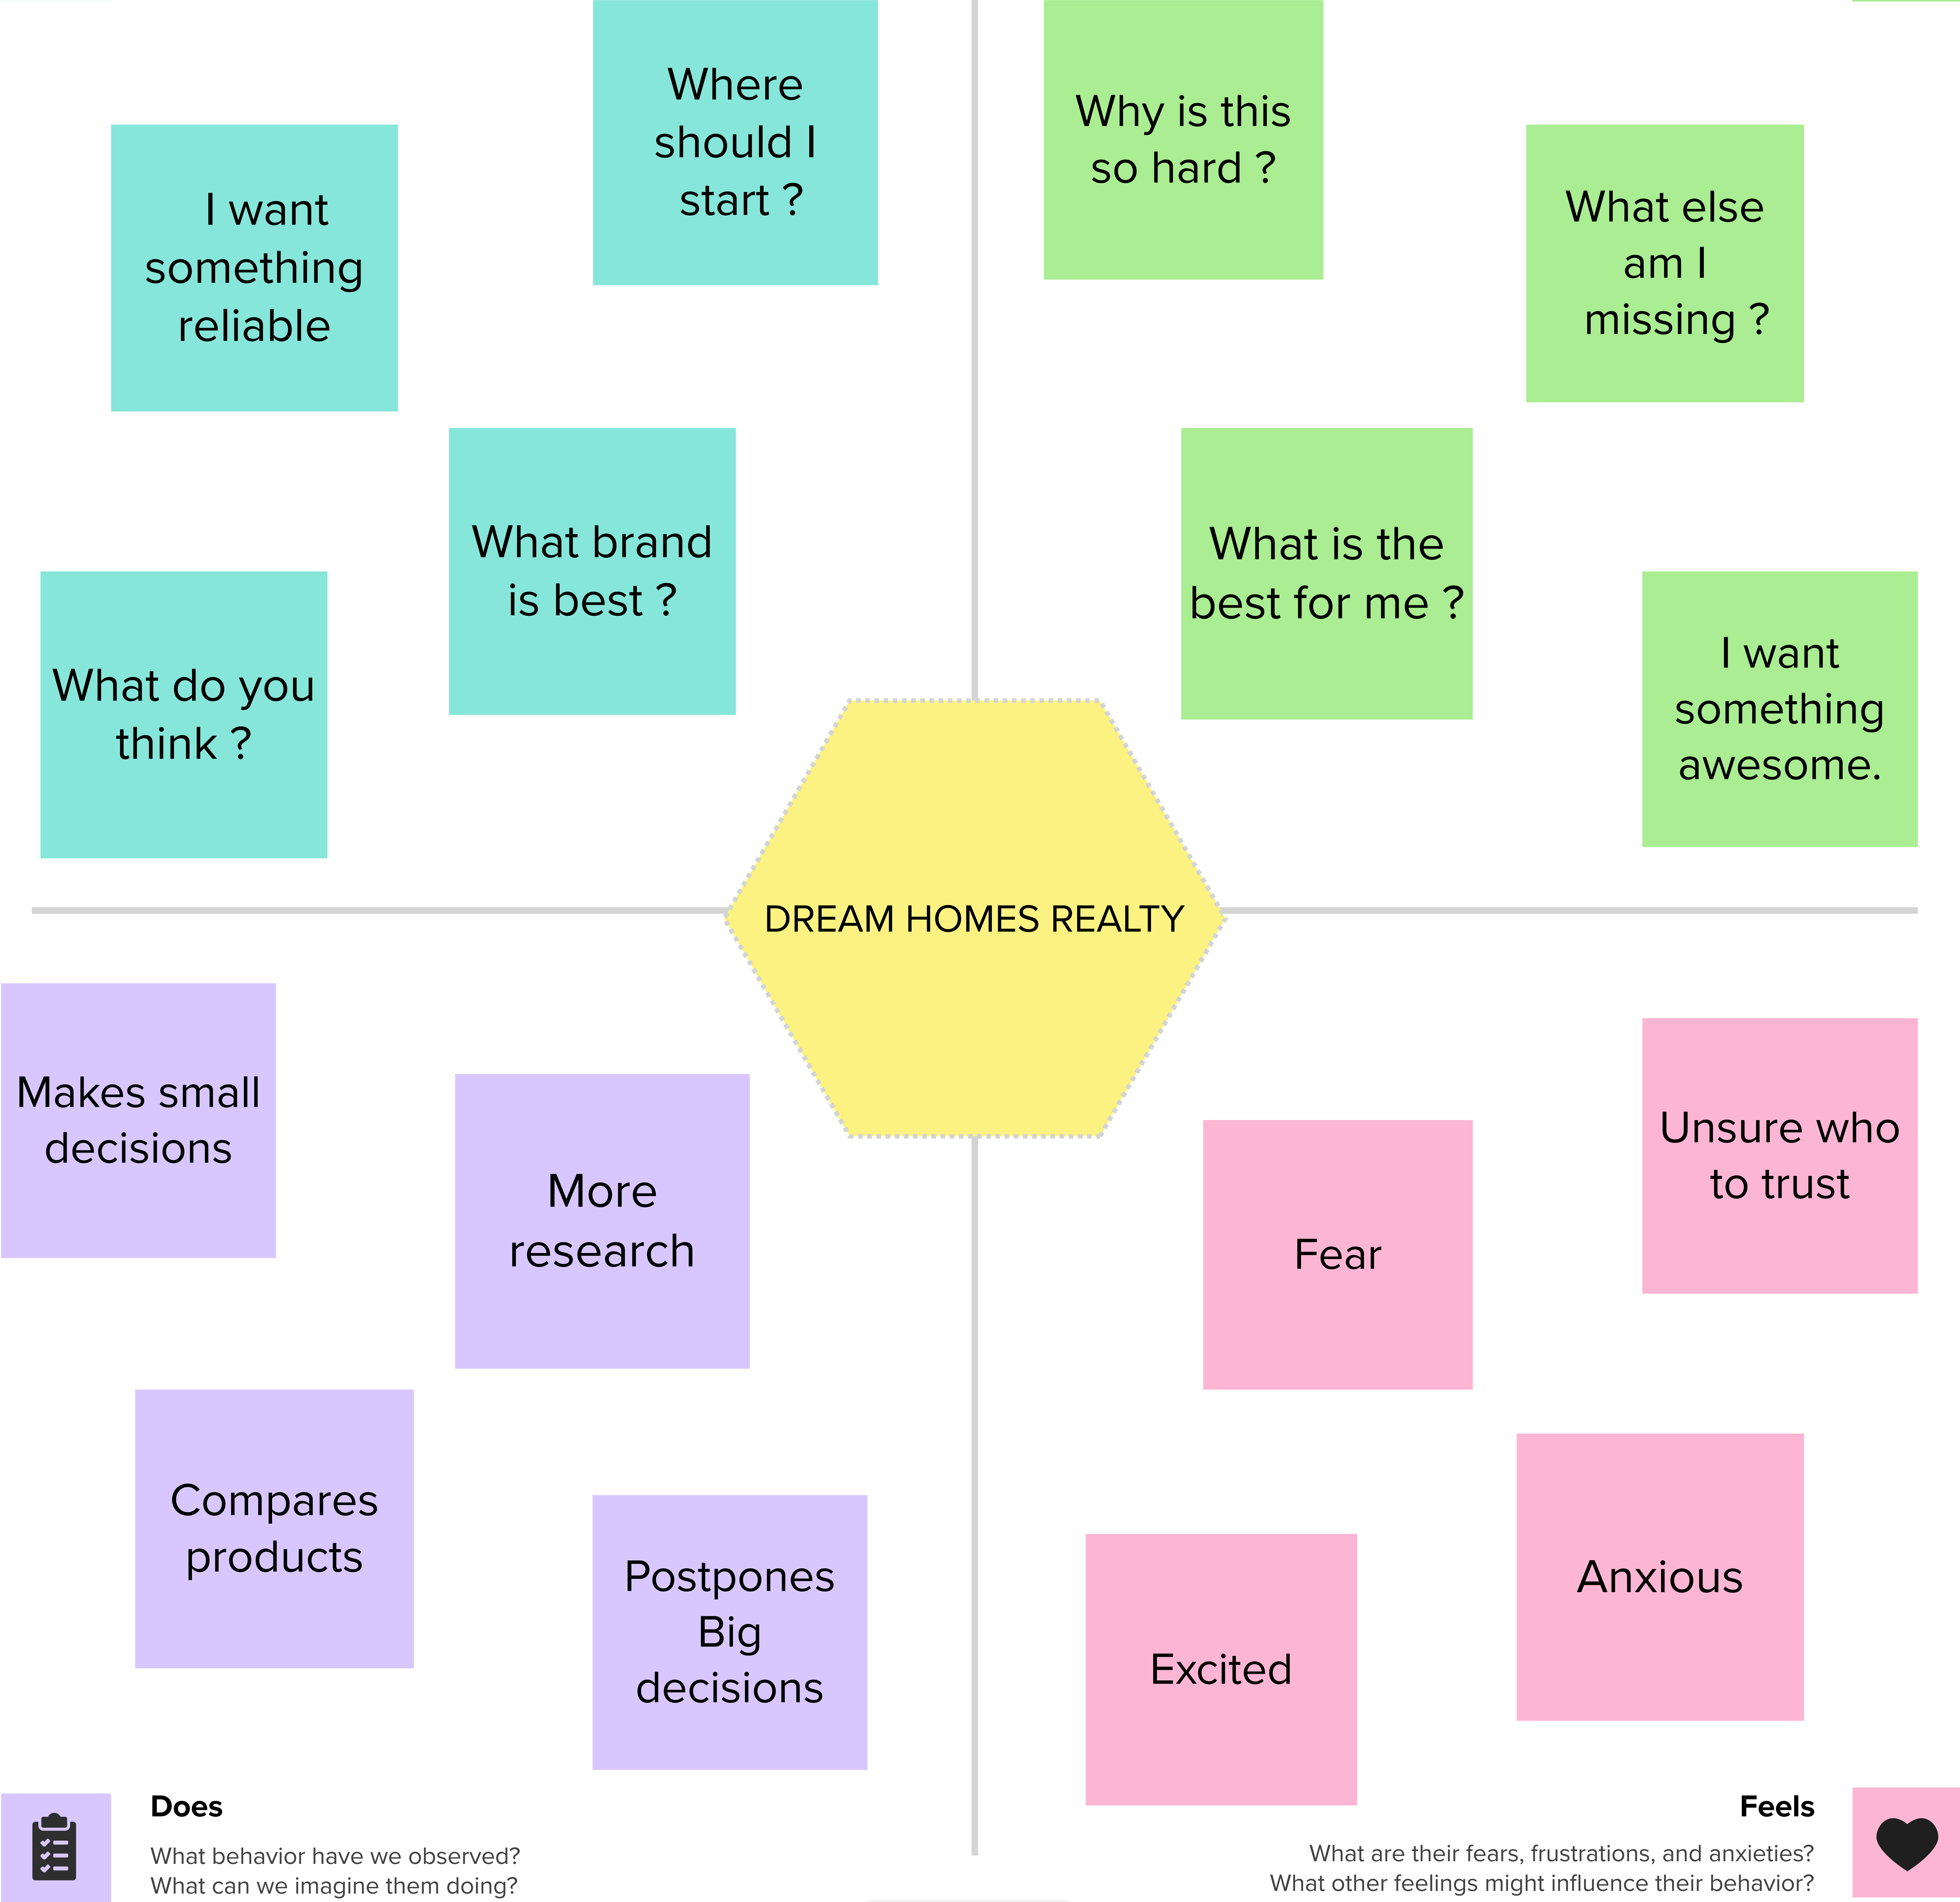 Where
should I
start ?
I want
something
reliable
What brand
is best ?
What do you
think ?
Why is this
so hard ?
What else
am I
missing ?
What is the
best for me ?
I want
something
awesome.
DREAM HOMES REALTY
Makes small
decisions
More
research
Compares
products
Postpones
Big
decisions
Unsure who
to trust
Fear
Anxious
Excited
Does
What behavior have we observed?
What can we imagine them doing?
Feels
What are their fears, frustrations, and anxieties?
What other feelings might influence their behavior?